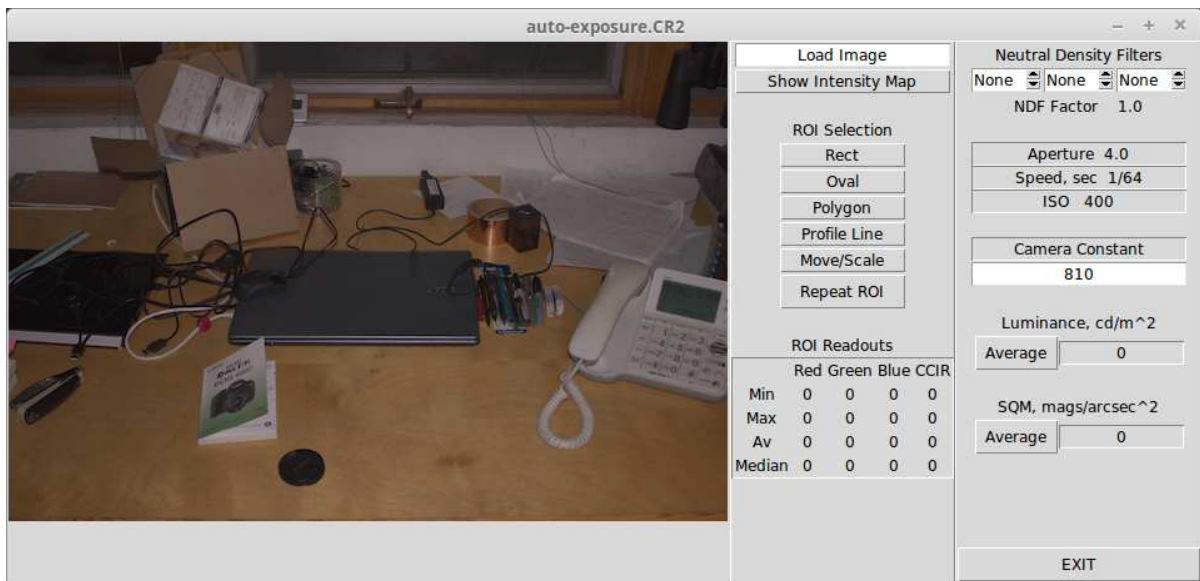 auto-exposure.CR2
Load Image
Show Intensity Map
ROI Selection
Rect
Oval
Polygon
Profile Line
Move/Scale
Repeat ROI
ROI Readouts
Red Green Blue CCIR
Min 0 0 0 0
Max 0 0 0 0
Av 0 0 0 0
Median 0 0 0 0
Neutral Density Filters
None None None
NDF Factor 1.0
Aperture 4.0
Speed, sec 1/64
ISO 400
Camera Constant
810
Luminance, cd/m^2
Average 0
SQM, mags/arcsec^2
Average 0
EXIT